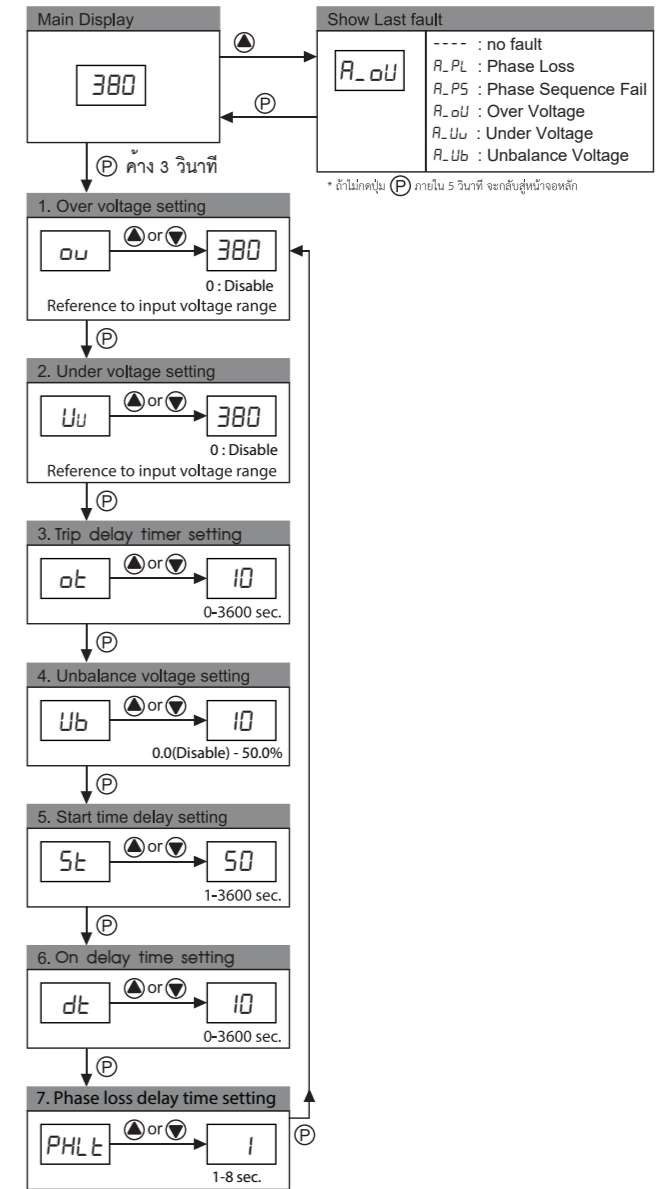 Main Display
380
Show Last fault
A_oU
---- : no fault
A_PL : Phase Loss
A_PS : Phase Sequence Fail
A_oU : Over Voltage
A_Uu : Under Voltage
A_Ub : Unbalance Voltage
P
P ค้าง 3 วินาที
* ถ้าไม่กดปุ่ม P ภายใน 5 วินาที จะกลับสู่หน้าจอหลัก
1. Over voltage setting
ou or 380
0 : Disable
Reference to input voltage range
P
2. Under voltage setting
Uu or 380
0 : Disable
Reference to input voltage range
P
3. Trip delay timer setting
ot or 10
0-3600 sec.
P
4. Unbalance voltage setting
Ub or 10
0.0(Disable) - 50.0%
P
5. Start time delay setting
St or 50
1-3600 sec.
P
6. On delay time setting
dt or 10
0-3600 sec.
P
7. Phase loss delay time setting
PHLt or 1
1-8 sec.
P